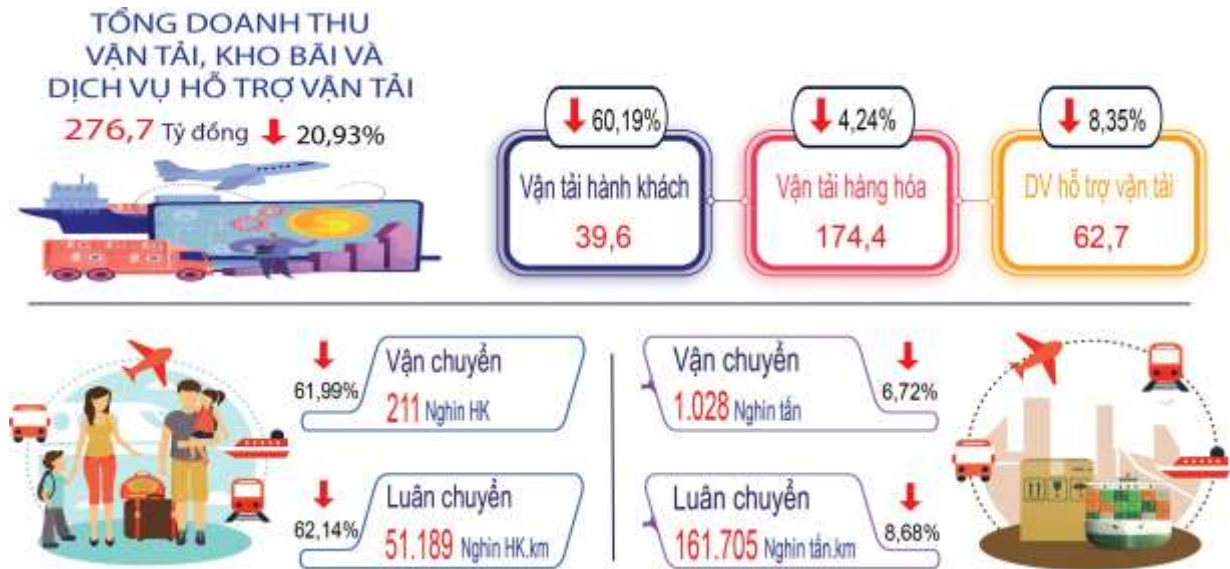 TỔNG DOANH THU
VẬN TẢI, KHO BÃI VÀ
DỊCH VỤ HỖ TRỢ VẬN TẢI
276,7 Tỷ đồng 20,93%
60,19%
Vận tải hành khách
39,6
4,24%
Vận tải hàng hóa
174,4
8,35%
DV hỗ trợ vận tải
62,7
61,99%
Vận chuyển
211 Nghìn HK
62,14%
Luân chuyển
51.189 Nghìn HK.km
Vận chuyển
1.028 Nghìn tấn
6,72%
Luân chuyển
161.705 Nghìn tấn.km
8,68%